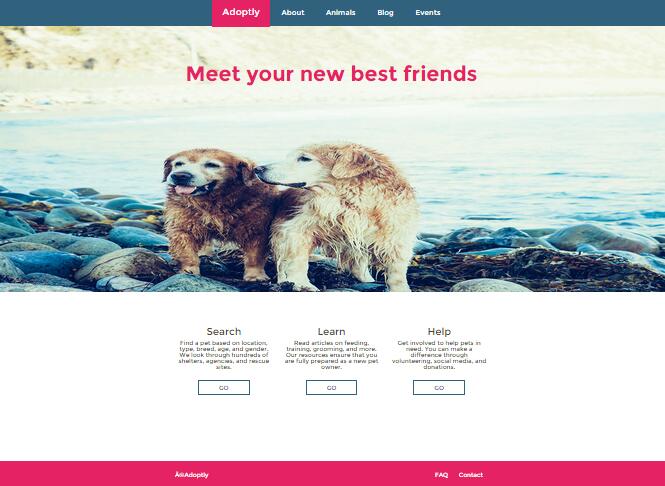 Adoptly About Animals Blog Events
Meet your new best friends
Search
Find a pet based on location,
type, breed, age, and gender.
We look through hundreds of
shelters, agencies, and rescue
sites.
GO
Learn
Read articles on feeding,
training, grooming, and more.
Our resources ensure that you
are fully prepared as a new pet
owner.
GO
Help
Get involved to help pets in
need. You can make a
difference through
volunteering, social media, and
donations.
GO
©Adoptly FAQ Contact